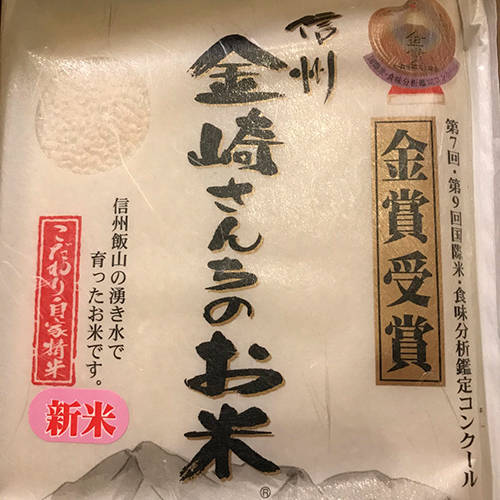 信州
金崎さんちのお米
金賞
金賞受賞
第7回・第9回国際米・食味分析鑑定コンクール
信州飯山の湧き水で
育ったお米です。
こだわり・自家精米
新米
®